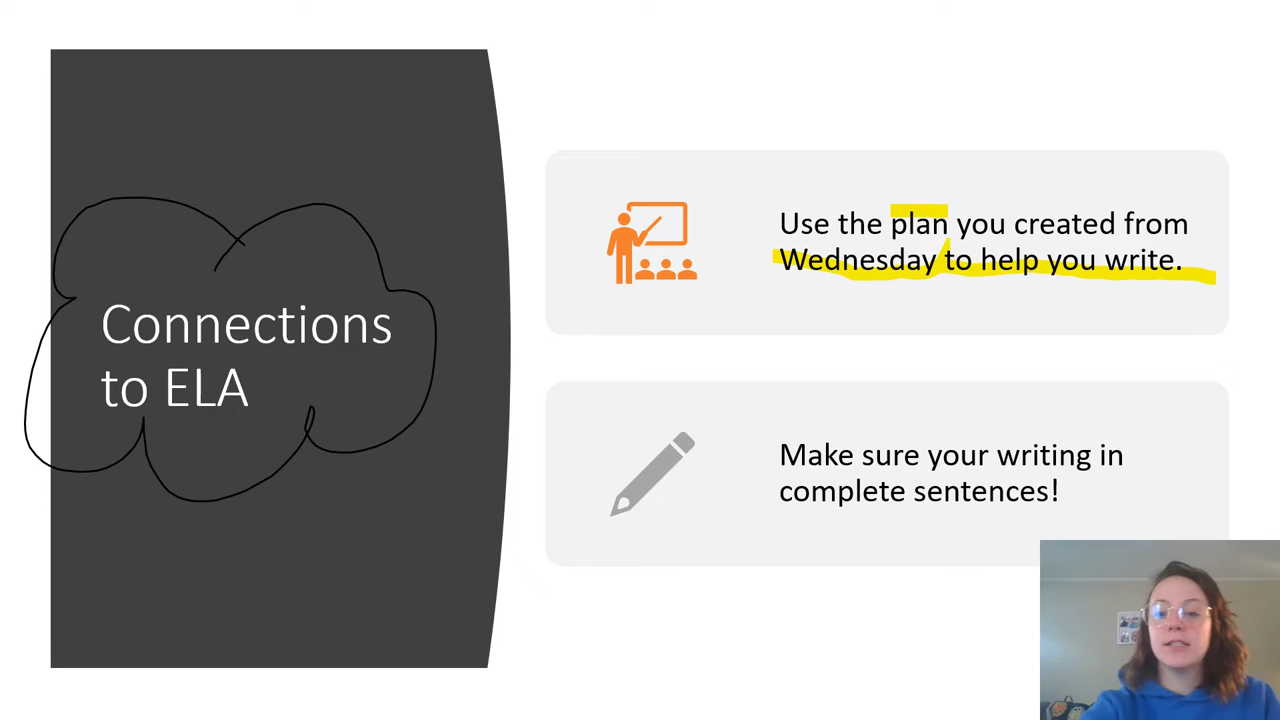 Connections
to ELA
Use the plan you created from
Wednesday to help you write.
Make sure your writing in
complete sentences!